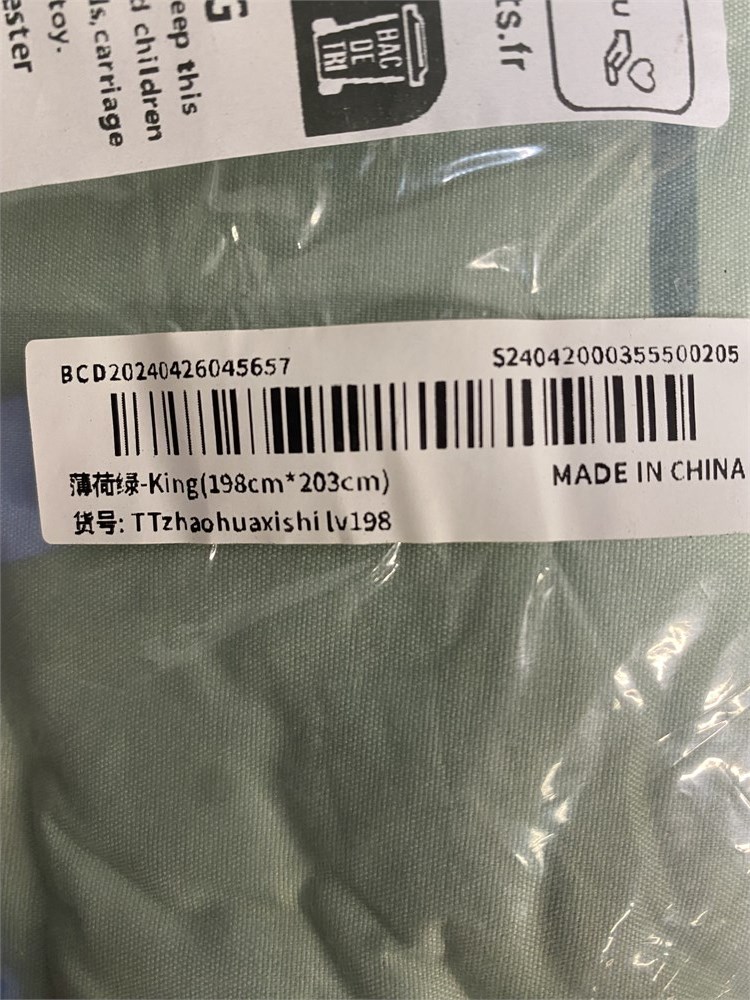 eep this
d children
ls, carriage
toy.
ester
G
BAC
DE
TRI
ts.fr
BCD20240426045657
S24042000355500205
薄荷绿-King(198cm*203cm)
MADE IN CHINA
货号: TTzhaohuaxishi lv198